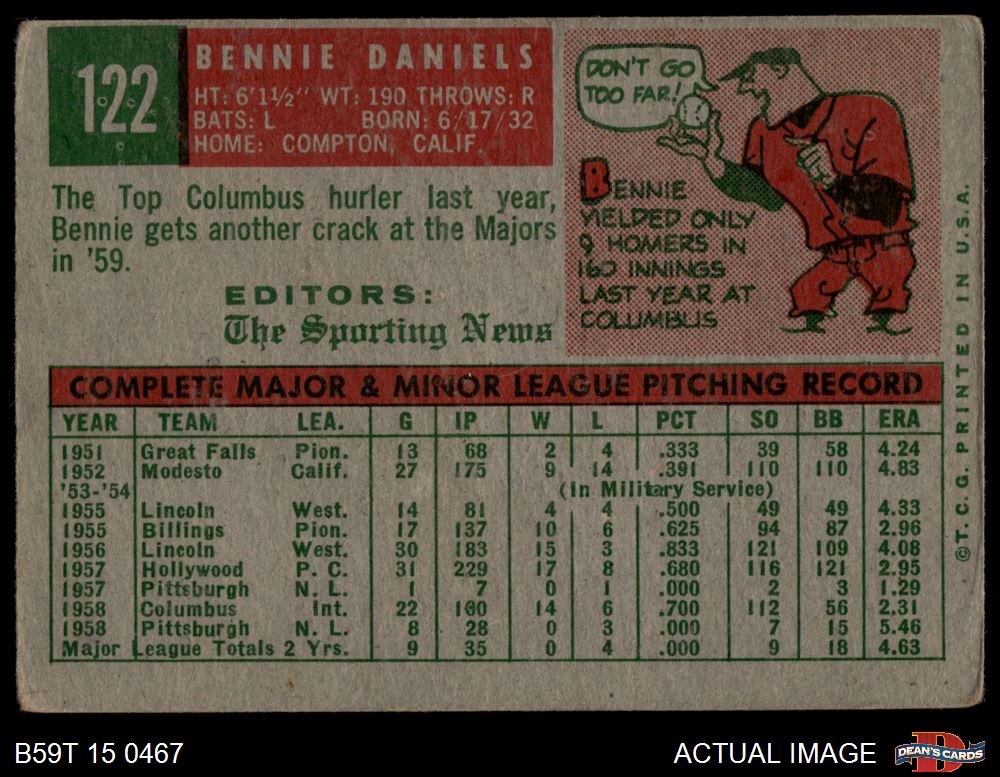 122
BENNIE DANIELS
HT: 6'1½" WT: 190 THROWS: R
BATS: L BORN: 6/17/32
HOME: COMPTON, CALIF.
The Top Columbus hurler last year,
Bennie gets another crack at the Majors
in '59.
EDITORS:
The Sporting News
DON'T GO
TOO FAR!
BENNIE
YIELDED ONLY
9 HOMERS IN
160 INNINGS
LAST YEAR AT
COLUMBUS
COMPLETE MAJOR & MINOR LEAGUE PITCHING RECORD
YEAR TEAM LEA. G IP W L PCT SO BB ERA
1951 Great Falls Pion. 13 68 2 4 .333 39 58 4.24
1952 Modesto Calif. 27 175 9 14 .391 110 110 4.83
'53-'54 (In Military Service)
1955 Lincoln West. 14 81 4 4 .500 49 49 4.33
1955 Billings Pion. 17 137 10 6 .625 94 87 2.96
1956 Lincoln West. 30 183 15 3 .833 121 109 4.08
1957 Hollywood P. C. 31 229 17 8 .680 116 121 2.95
1957 Pittsburgh N. L. 1 7 0 1 .000 2 3 1.29
1958 Columbus Int. 22 160 14 6 .700 112 56 2.31
1958 Pittsburgh N. L. 8 28 0 3 .000 7 15 5.46
Major League Totals 2 Yrs. 9 35 0 4 .000 9 18 4.63
©T. C. G. PRINTED IN U.S.A.
B59T 15 0467
ACTUAL IMAGE
DEAN'S CARDS